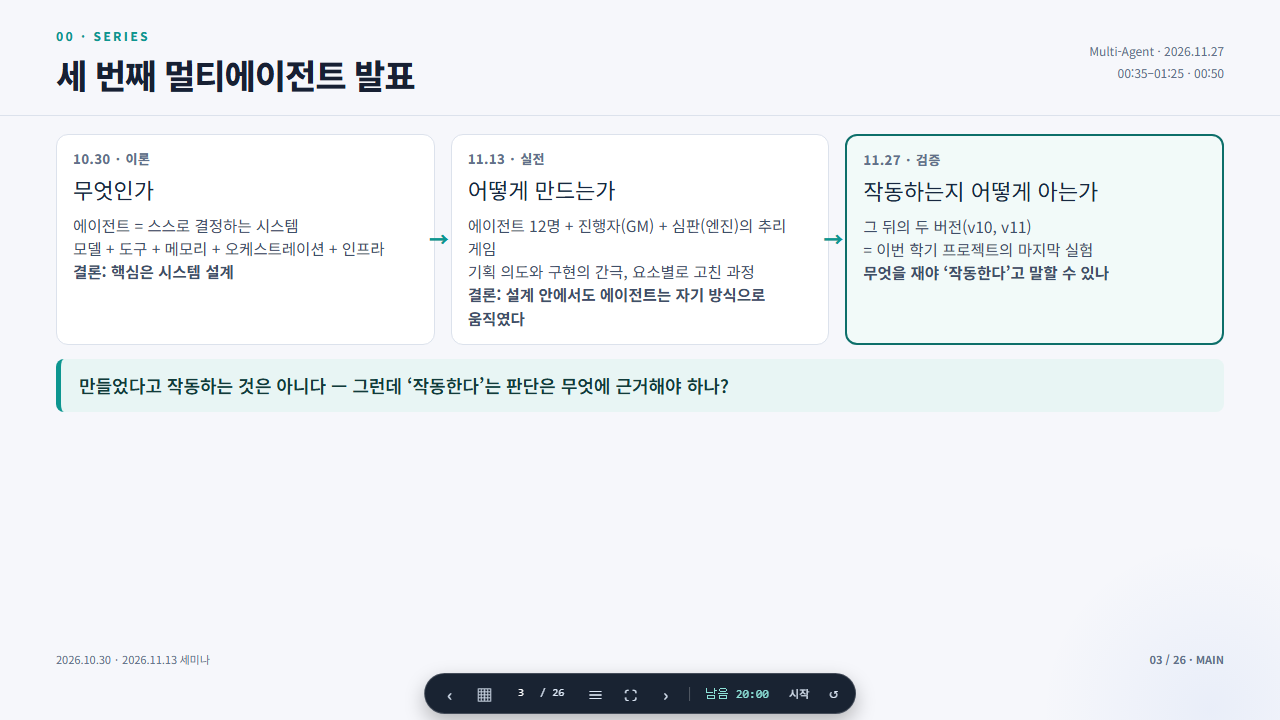 00 · SERIES
세 번째 멀티에이전트 발표
Multi-Agent · 2026.11.27
00:35–01:25 · 00:50
10.30 · 이론
무엇인가
에이전트 = 스스로 결정하는 시스템
모델 + 도구 + 메모리 + 오케스트레이션 + 인프라
결론: 핵심은 시스템 설계
→
11.13 · 실전
어떻게 만드는가
에이전트 12명 + 진행자(GM) + 심판(엔진)의 추리
게임
기획 의도와 구현의 간극, 요소별로 고친 과정
결론: 설계 안에서도 에이전트는 자기 방식으로
움직였다
→
11.27 · 검증
작동하는지 어떻게 아는가
그 뒤의 두 버전(v10, v11)
= 이번 학기 프로젝트의 마지막 실험
무엇을 재야 ‘작동한다’고 말할 수 있나
만들었다고 작동하는 것은 아니다 — 그런데 ‘작동한다’는 판단은 무엇에 근거해야 하나?
2026.10.30 · 2026.11.13 세미나
03 / 26 · MAIN
‹ 3 / 26 › 남음 20:00 시작 ↺